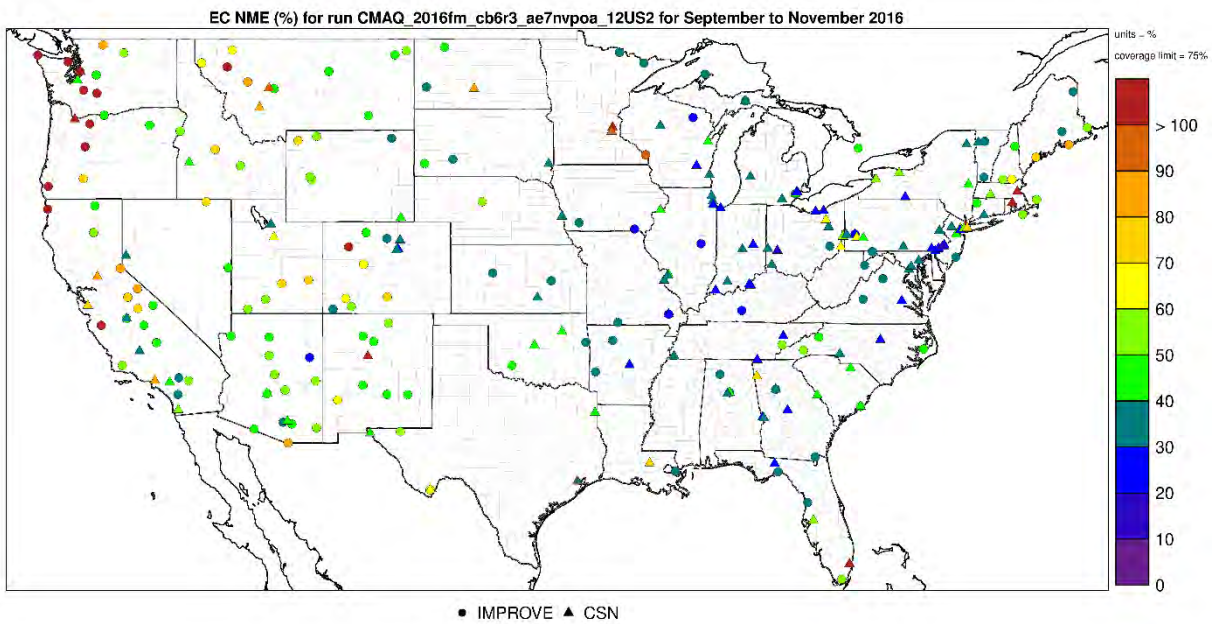 EC NME (%) for run CMAQ_2016fm_cb6r3_ae7nvpoa_12US2 for September to November 2016
units = %
coverage limit = 75%
> 100
90
80
70
60
50
40
30
20
10
0
● IMPROVE ▲ CSN